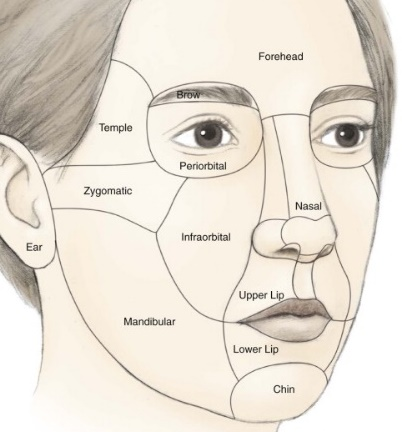 Forehead
Brow
Temple
Periorbital
Zygomatic
Nasal
Infraorbital
Ear
Upper Lip
Mandibular
Lower Lip
Chin